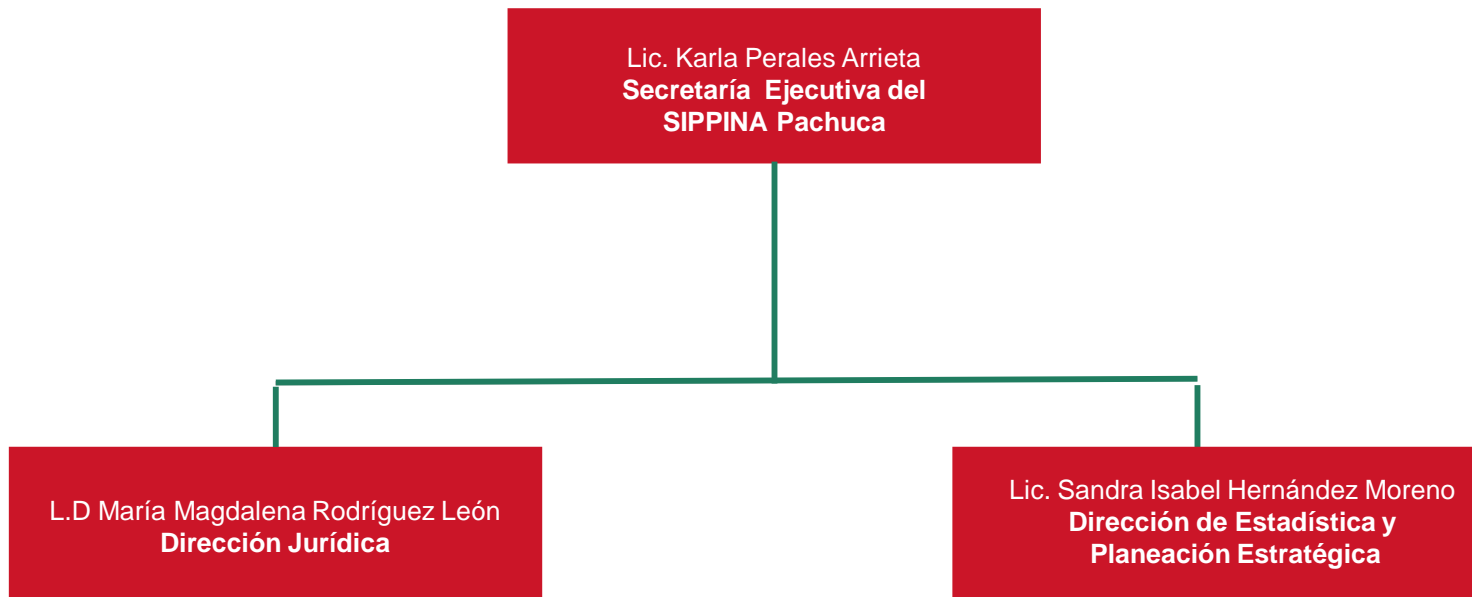 Lic. Karla Perales Arrieta
Secretaría Ejecutiva del
SIPPINA Pachuca
L.D María Magdalena Rodríguez León
Dirección Jurídica
Lic. Sandra Isabel Hernández Moreno
Dirección de Estadística y
Planeación Estratégica